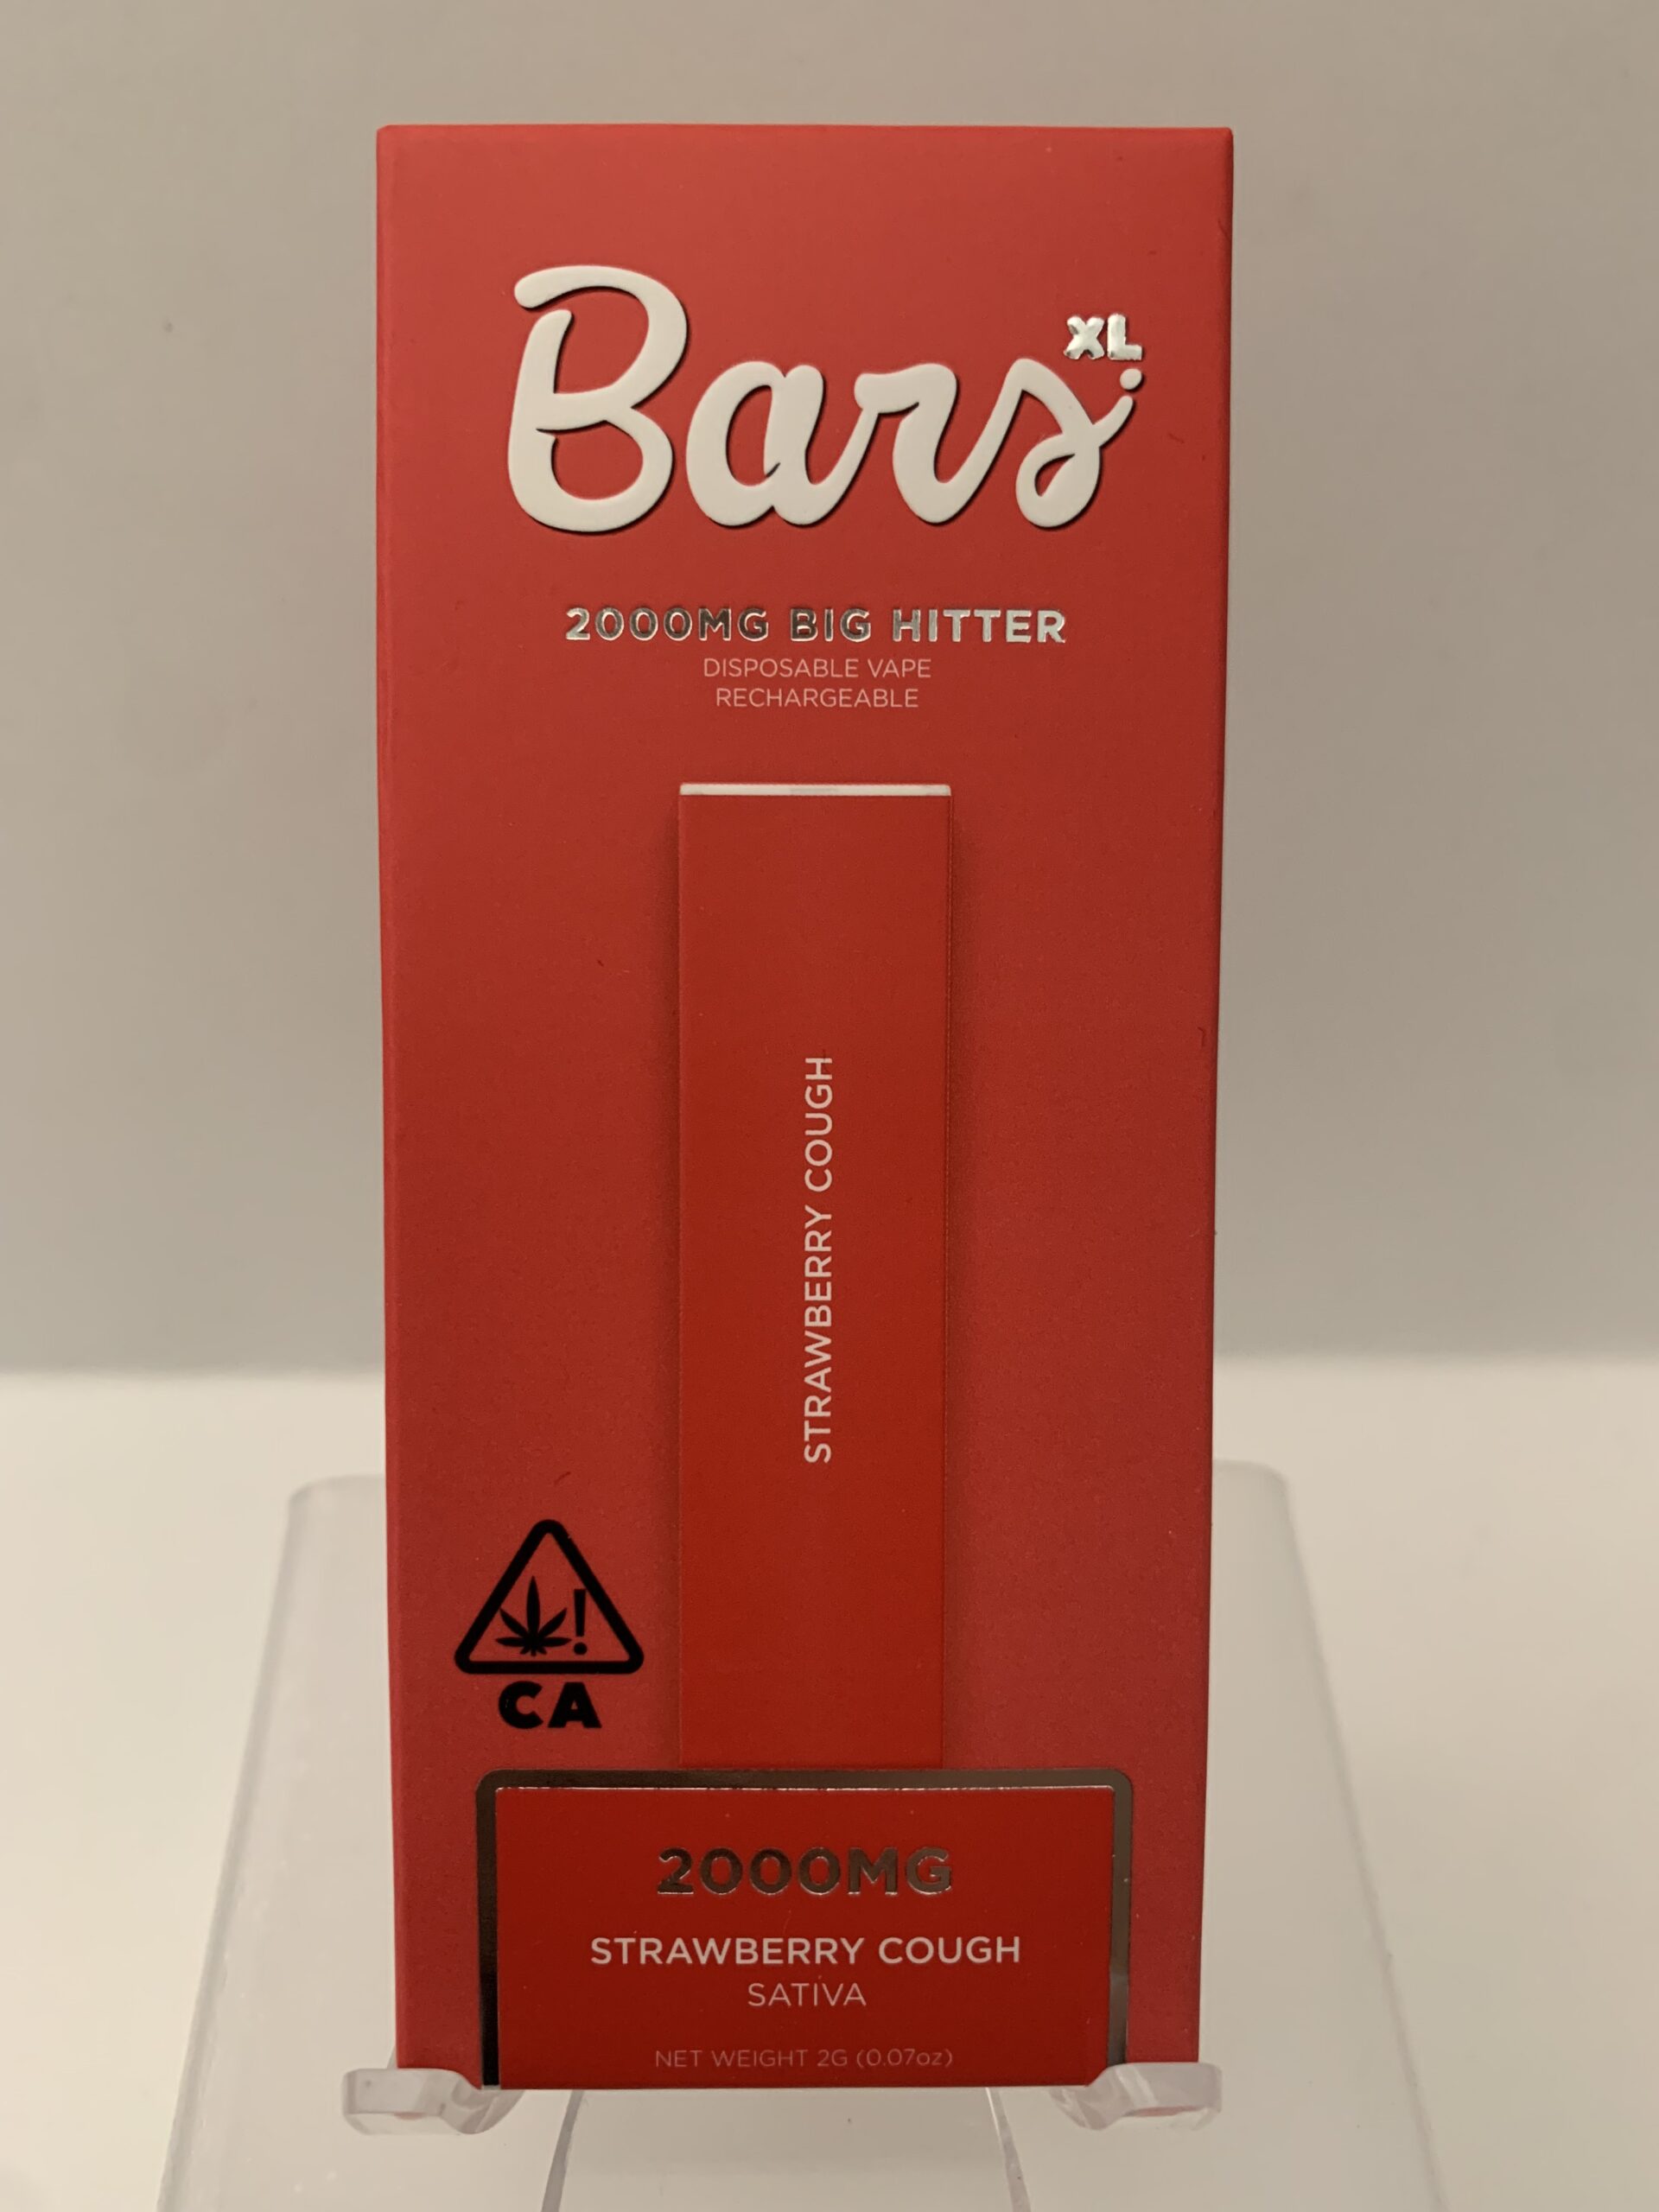 Bars XL
2000MG BIG HITTER
DISPOSABLE VAPE
RECHARGEABLE
STRAWBERRY COUGH
CA
2000MG
STRAWBERRY COUGH
SATIVA
NET WEIGHT 2G (0.07oz)